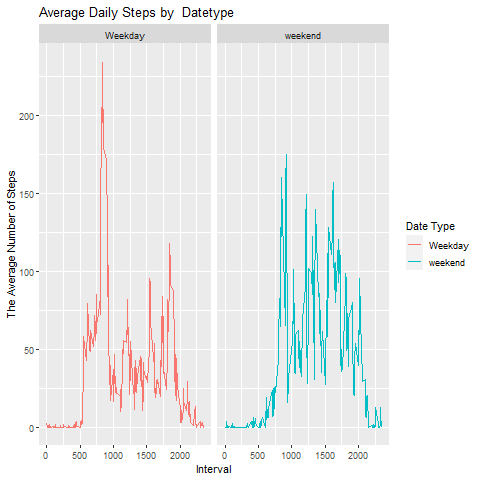 Average Daily Steps by  Datetype
Weekday
weekend
200
150
100
50
0
0 500 1000 1500 2000
0 500 1000 1500 2000
The Average Number of Steps
Interval
Date Type
Weekday
weekend